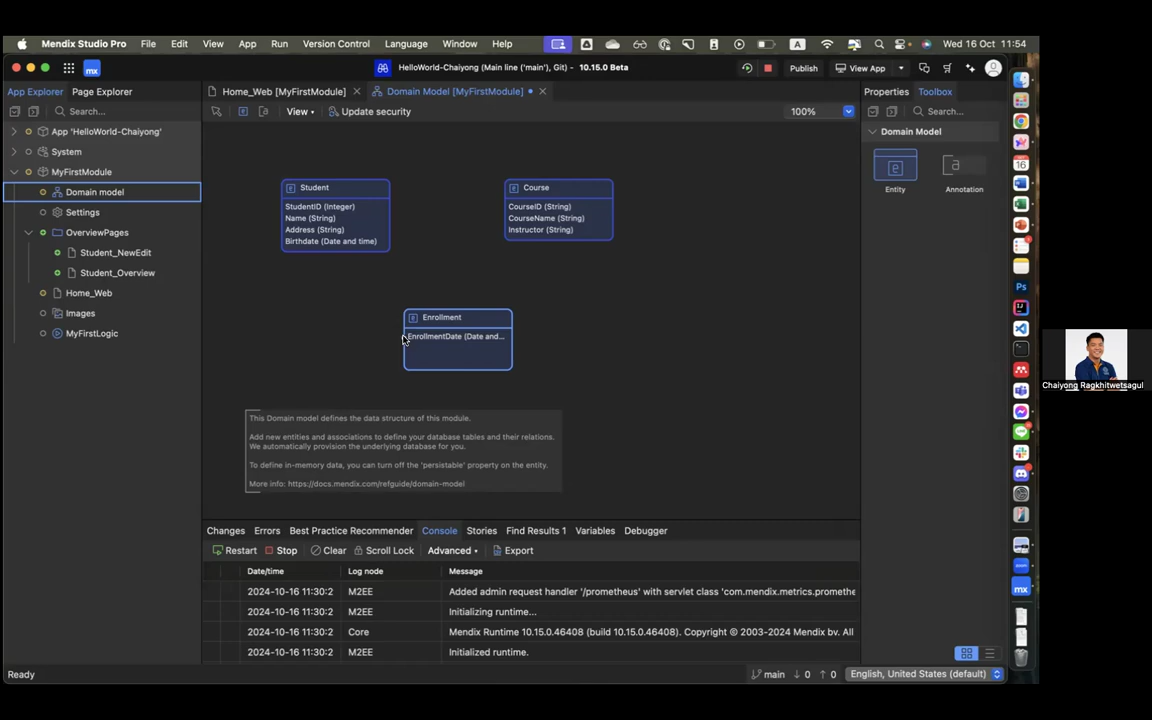 Mendix Studio Pro File Edit View App Run Version Control Language Window Help A Wed 16 Oct 11:54
mx HelloWorld-Chaiyong (Main line ('main'), Git) - 10.15.0 Beta Publish View App
App Explorer Page Explorer Home_Web [MyFirstModule] Domain Model [MyFirstModule] Properties Toolbox
Search... View Update security 100% Search...
App 'HelloWorld-Chaiyong'
System
MyFirstModule
Domain model
Settings
OverviewPages
Student_NewEdit
Student_Overview
Home_Web
Images
MyFirstLogic
Student
StudentID (Integer)
Name (String)
Address (String)
Birthdate (Date and time)
Course
CourseID (String)
CourseName (String)
Instructor (String)
Enrollment
EnrollmentDate (Date and...
This Domain model defines the data structure of this module.
Add new entities and associations to define your database tables and their relations.
We automatically provision the underlying database for you.
To define in-memory data, you can turn off the 'persistable' property on the entity.
More info: https://docs.mendix.com/refguide/domain-model
Domain Model
Entity Annotation
Changes Errors Best Practice Recommender Console Stories Find Results 1 Variables Debugger
Restart Stop Clear Scroll Lock Advanced Export
Date/time Log node Message
2024-10-16 11:30:2 M2EE Added admin request handler '/prometheus' with servlet class 'com.mendix.metrics.promethe
2024-10-16 11:30:2 M2EE Initializing runtime...
2024-10-16 11:30:2 Core Mendix Runtime 10.15.0.46408 (build 10.15.0.46408). Copyright © 2003-2024 Mendix bv. All
2024-10-16 11:30:2 M2EE Initialized runtime.
Ready main 0 0 English, United States (default)
Chaiyong Ragkhitwetsagul